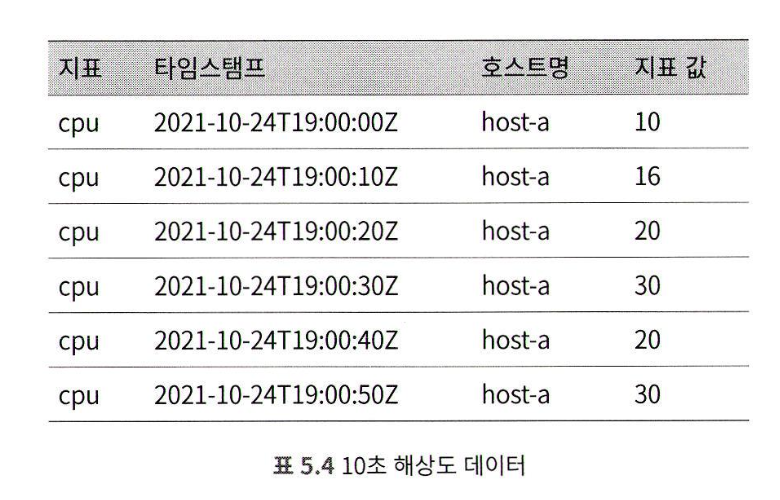 지표 타임스탬프 호스트명 지표 값
cpu 2021-10-24T19:00:00Z host-a 10
cpu 2021-10-24T19:00:10Z host-a 16
cpu 2021-10-24T19:00:20Z host-a 20
cpu 2021-10-24T19:00:30Z host-a 30
cpu 2021-10-24T19:00:40Z host-a 20
cpu 2021-10-24T19:00:50Z host-a 30
표 5.4 10초 해상도 데이터